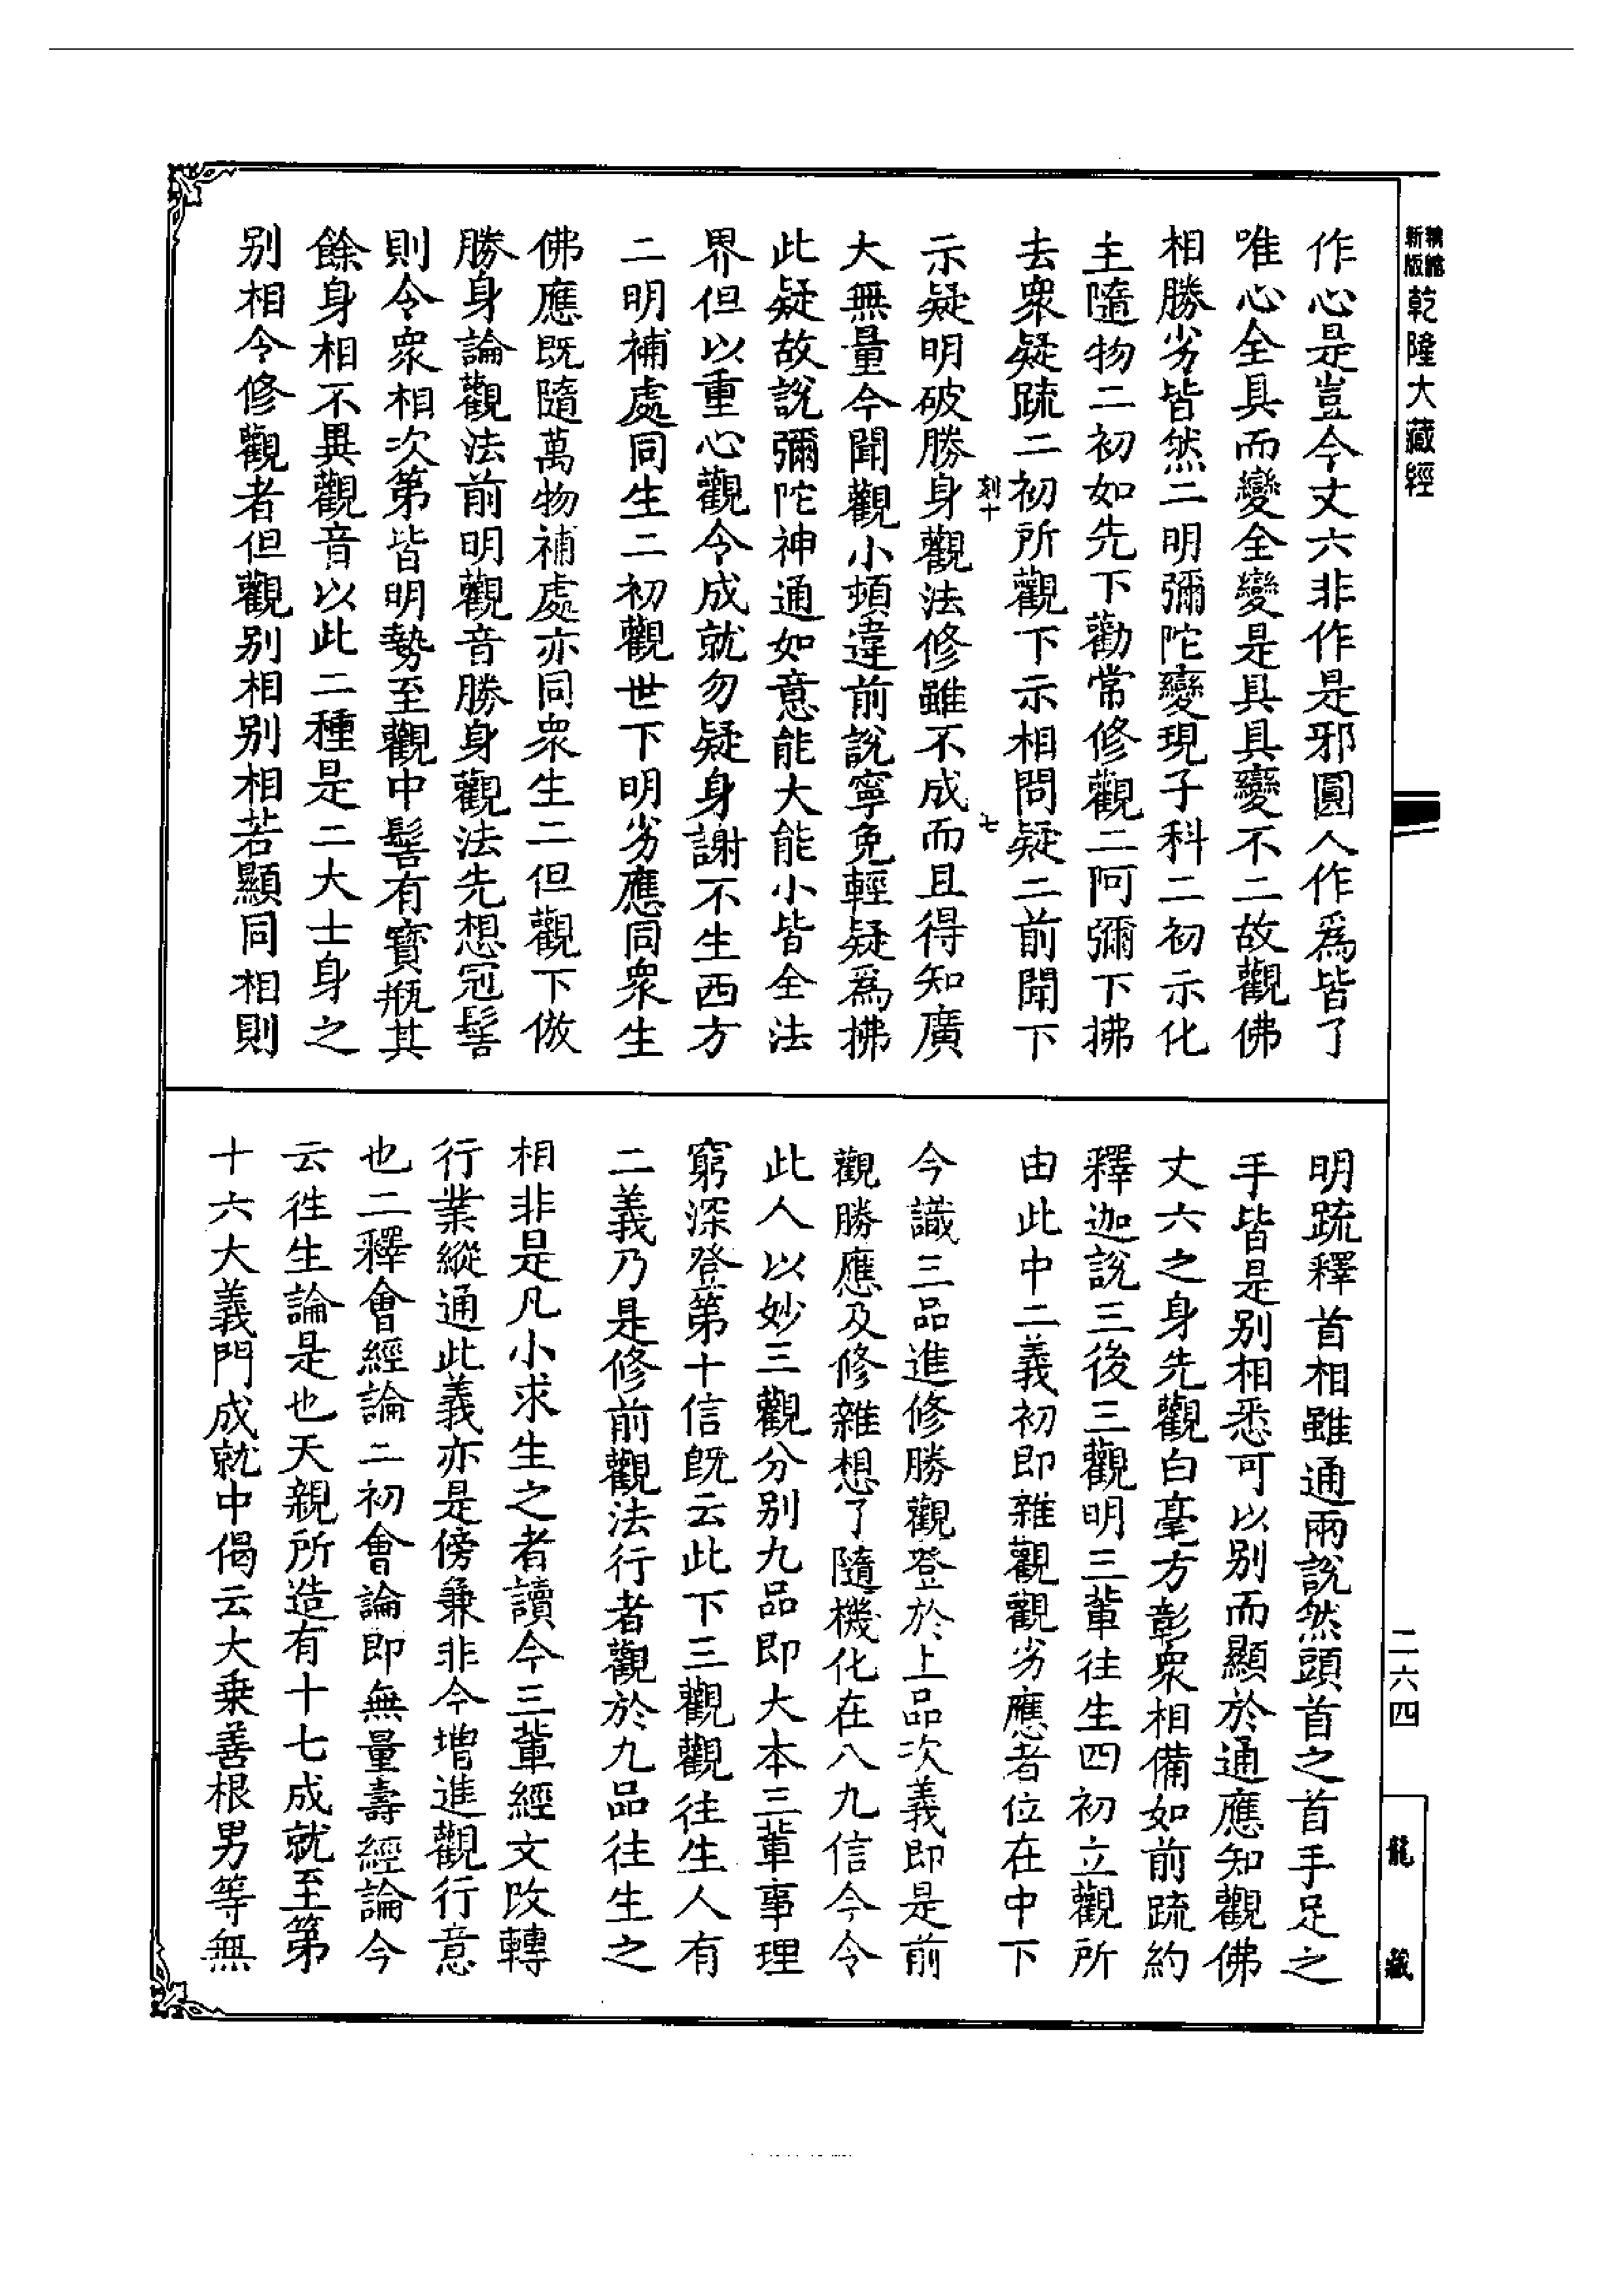 新版精縮
乾隆大藏經
作心是豈今丈六非作是邪圓人作爲皆了
唯心全具而變全變是具具變不二故觀佛
相勝劣皆然二明彌陀變現子科二初示化
主隨物二初如先下勸常修觀二阿彌下拂
去衆疑疏二初所觀下示相問疑二前聞下
刻十
七
示疑明破勝身觀法修雖不成而且得知廣
大無量今聞觀小頓違前說寧免輕疑爲拂
此疑故說彌陀神通如意能大能小皆全法
界但以重心觀令成就勿疑身謝不生西方
二明補處同生二初觀世下明劣應同衆生
佛應既隨萬物補處亦同衆生二但觀下倣
勝身論觀法前明觀音勝身觀法先想冠髻
則令衆相次第皆明勢至觀中髻有寶瓶其
餘身相不異觀音以此二種是二大士身之
别相令修觀者但觀别相别相若顯同相則
明疏釋首相雖通兩說然頭首之首手足之
手皆是别相悉可以别而顯於通應知觀佛
丈六之身先觀白毫方彰衆相備如前疏約
釋迦說三後三觀明三輩往生四初立觀所
由此中二義初即雜觀觀劣應者位在中下
今識三品進修勝觀登於上品次義即是前
觀勝應及修雜想了隨機化在八九信今令
此人以妙三觀分别九品即大本三輩事理
窮深登第十信既云此下三觀觀往生人有
二義乃是修前觀法行者觀於九品往生之
相非是凡小求生之者讀今三輩經文改轉
行業縱通此義亦是傍兼非今增進觀行意
也二釋會經論二初會論即無量壽經論今
云徃生論是也天親所造有十七成就至第
十六大義門成就中偈云大乗善根男等無
二六四
龍藏